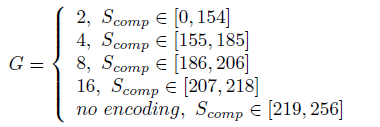 G = { 2, S_comp ∈ [0, 154]
4, S_comp ∈ [155, 185]
8, S_comp ∈ [186, 206]
16, S_comp ∈ [207, 218]
no encoding, S_comp ∈ [219, 256]